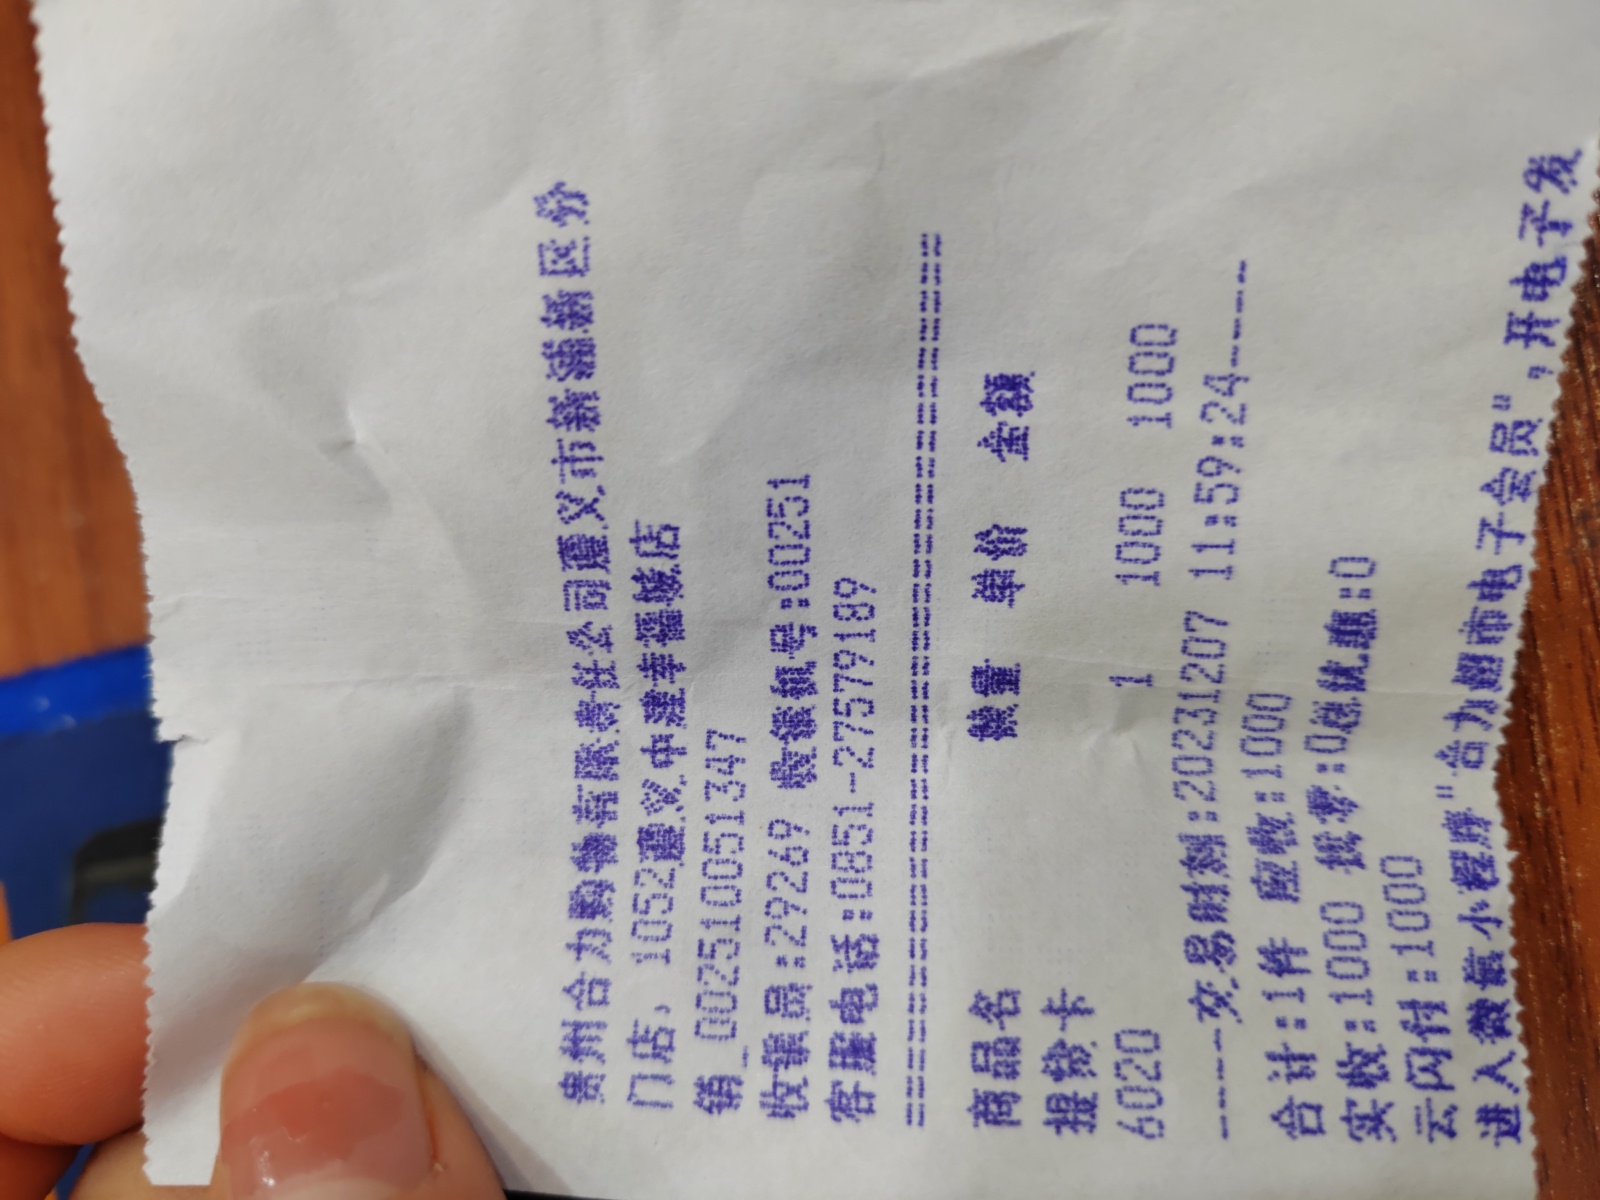 贵州合力购物有限责任公司遵义市新蒲新区分
门店, 1052遵义中建幸福城店
销_00251005​1347
收银员:29269 收银机号:00251
客服电话:0851-27579189
================================
商品名 数量 单价 金额
提货卡
6020 1 1000 1000
-----交易时刻:20231207 11:59:24-----
合计:1件 应收:1000
实收:1000 找零:0总优惠:0
云闪付:1000
进入微信小程序"合力超市电子会员",开电子发